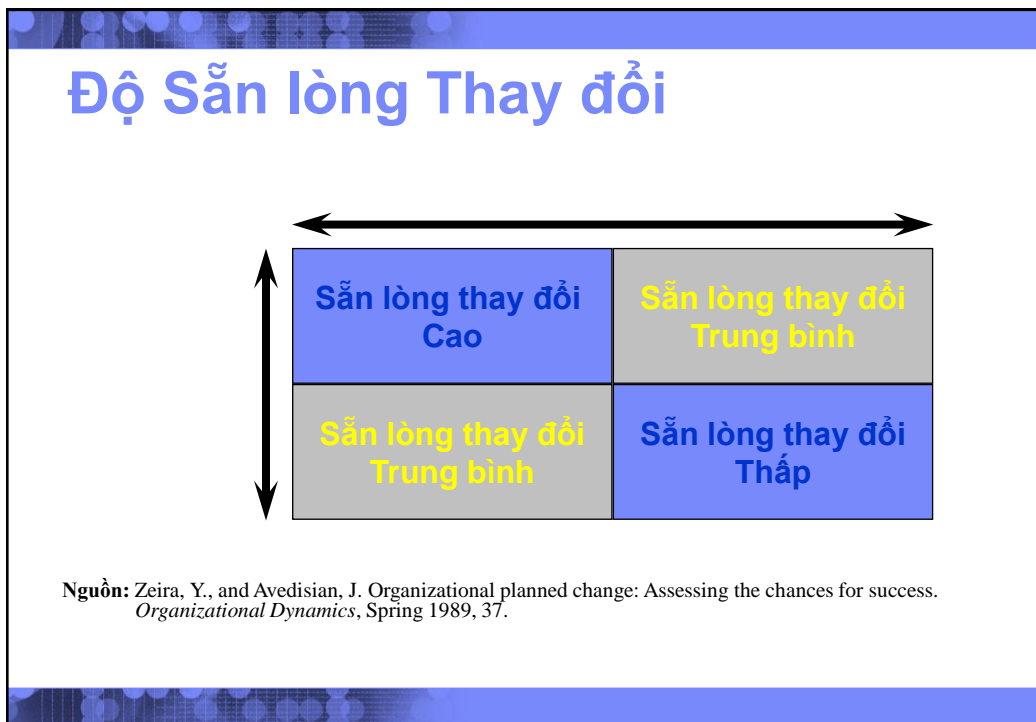 Độ Sẵn lòng Thay đổi
Sẵn lòng thay đổi
Cao
Sẵn lòng thay đổi
Trung bình
Sẵn lòng thay đổi
Trung bình
Sẵn lòng thay đổi
Thấp
Nguồn: Zeira, Y., and Avedisian, J. Organizational planned change: Assessing the chances for success.
Organizational Dynamics, Spring 1989, 37.